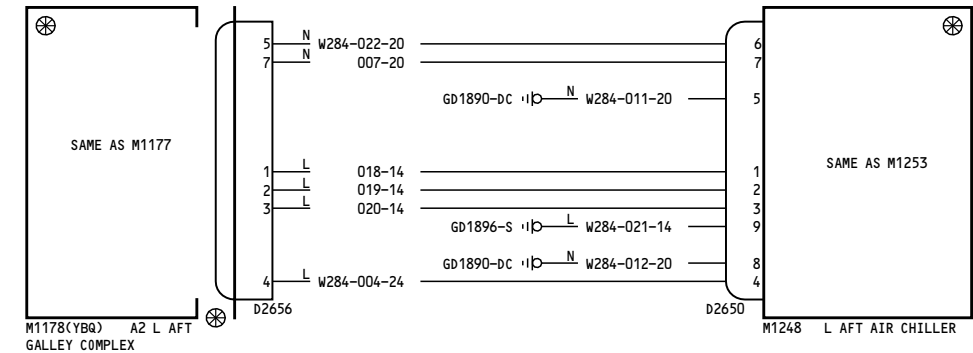 5 N W284-022-20 6
7 N 007-20 7
GD1890-DC N W284-011-20 5
SAME AS M1177
SAME AS M1253
1 L 018-14 1
2 L 019-14 2
3 L 020-14 3
GD1896-S L W284-021-14 9
GD1890-DC N W284-012-20 8
4 L W284-004-24 4
D2656 D2650
M1178(YBQ) A2 L AFT
GALLEY COMPLEX
M1248 L AFT AIR CHILLER